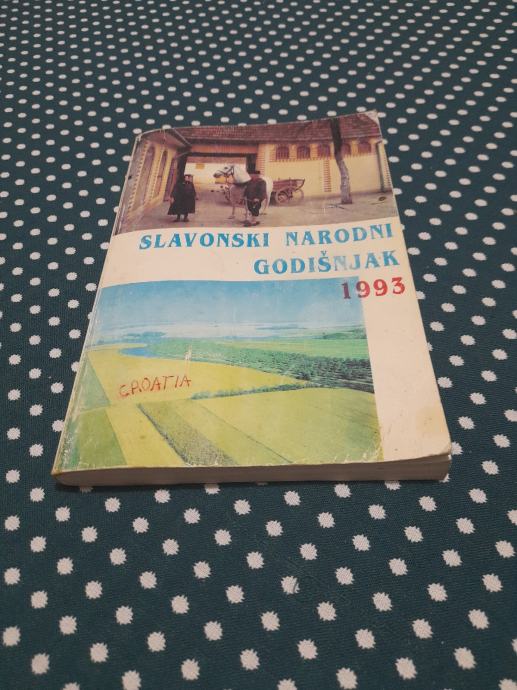 SLAVONSKI NARODNI
GODIŠNJAK
1993
CROATIA